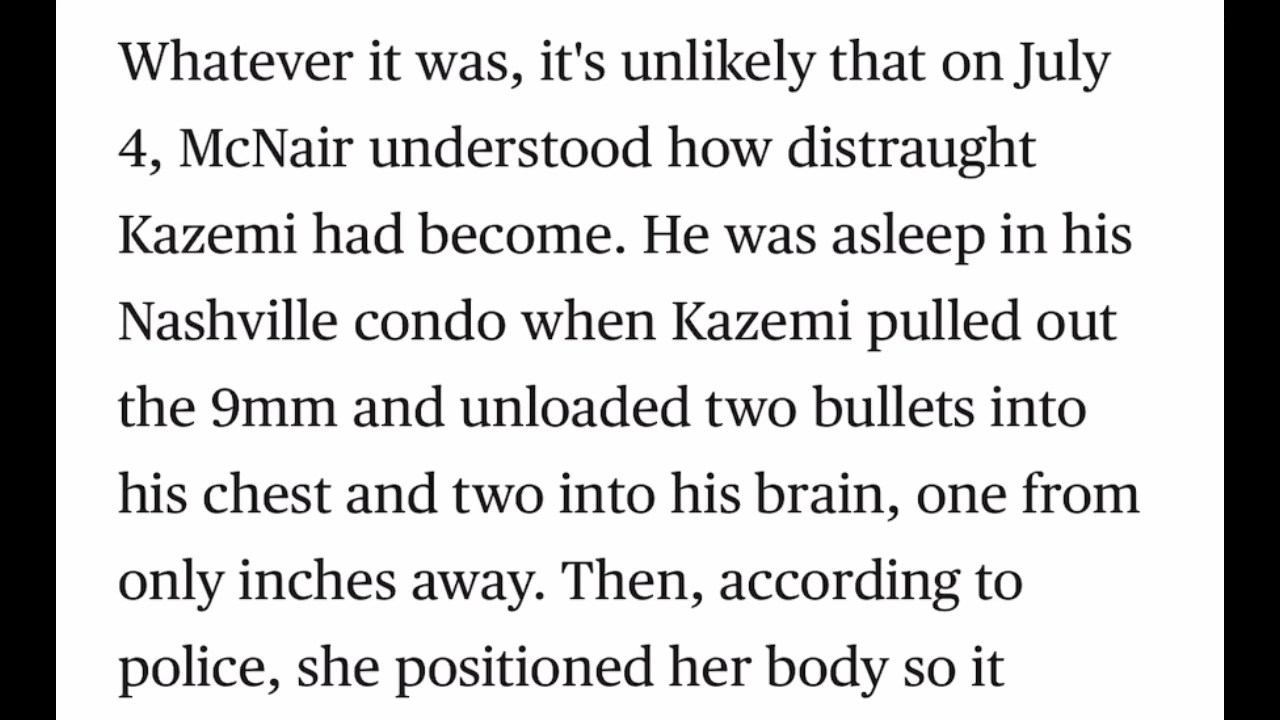 Whatever it was, it's unlikely that on July
4, McNair understood how distraught
Kazemi had become. He was asleep in his
Nashville condo when Kazemi pulled out
the 9mm and unloaded two bullets into
his chest and two into his brain, one from
only inches away. Then, according to
police, she positioned her body so it